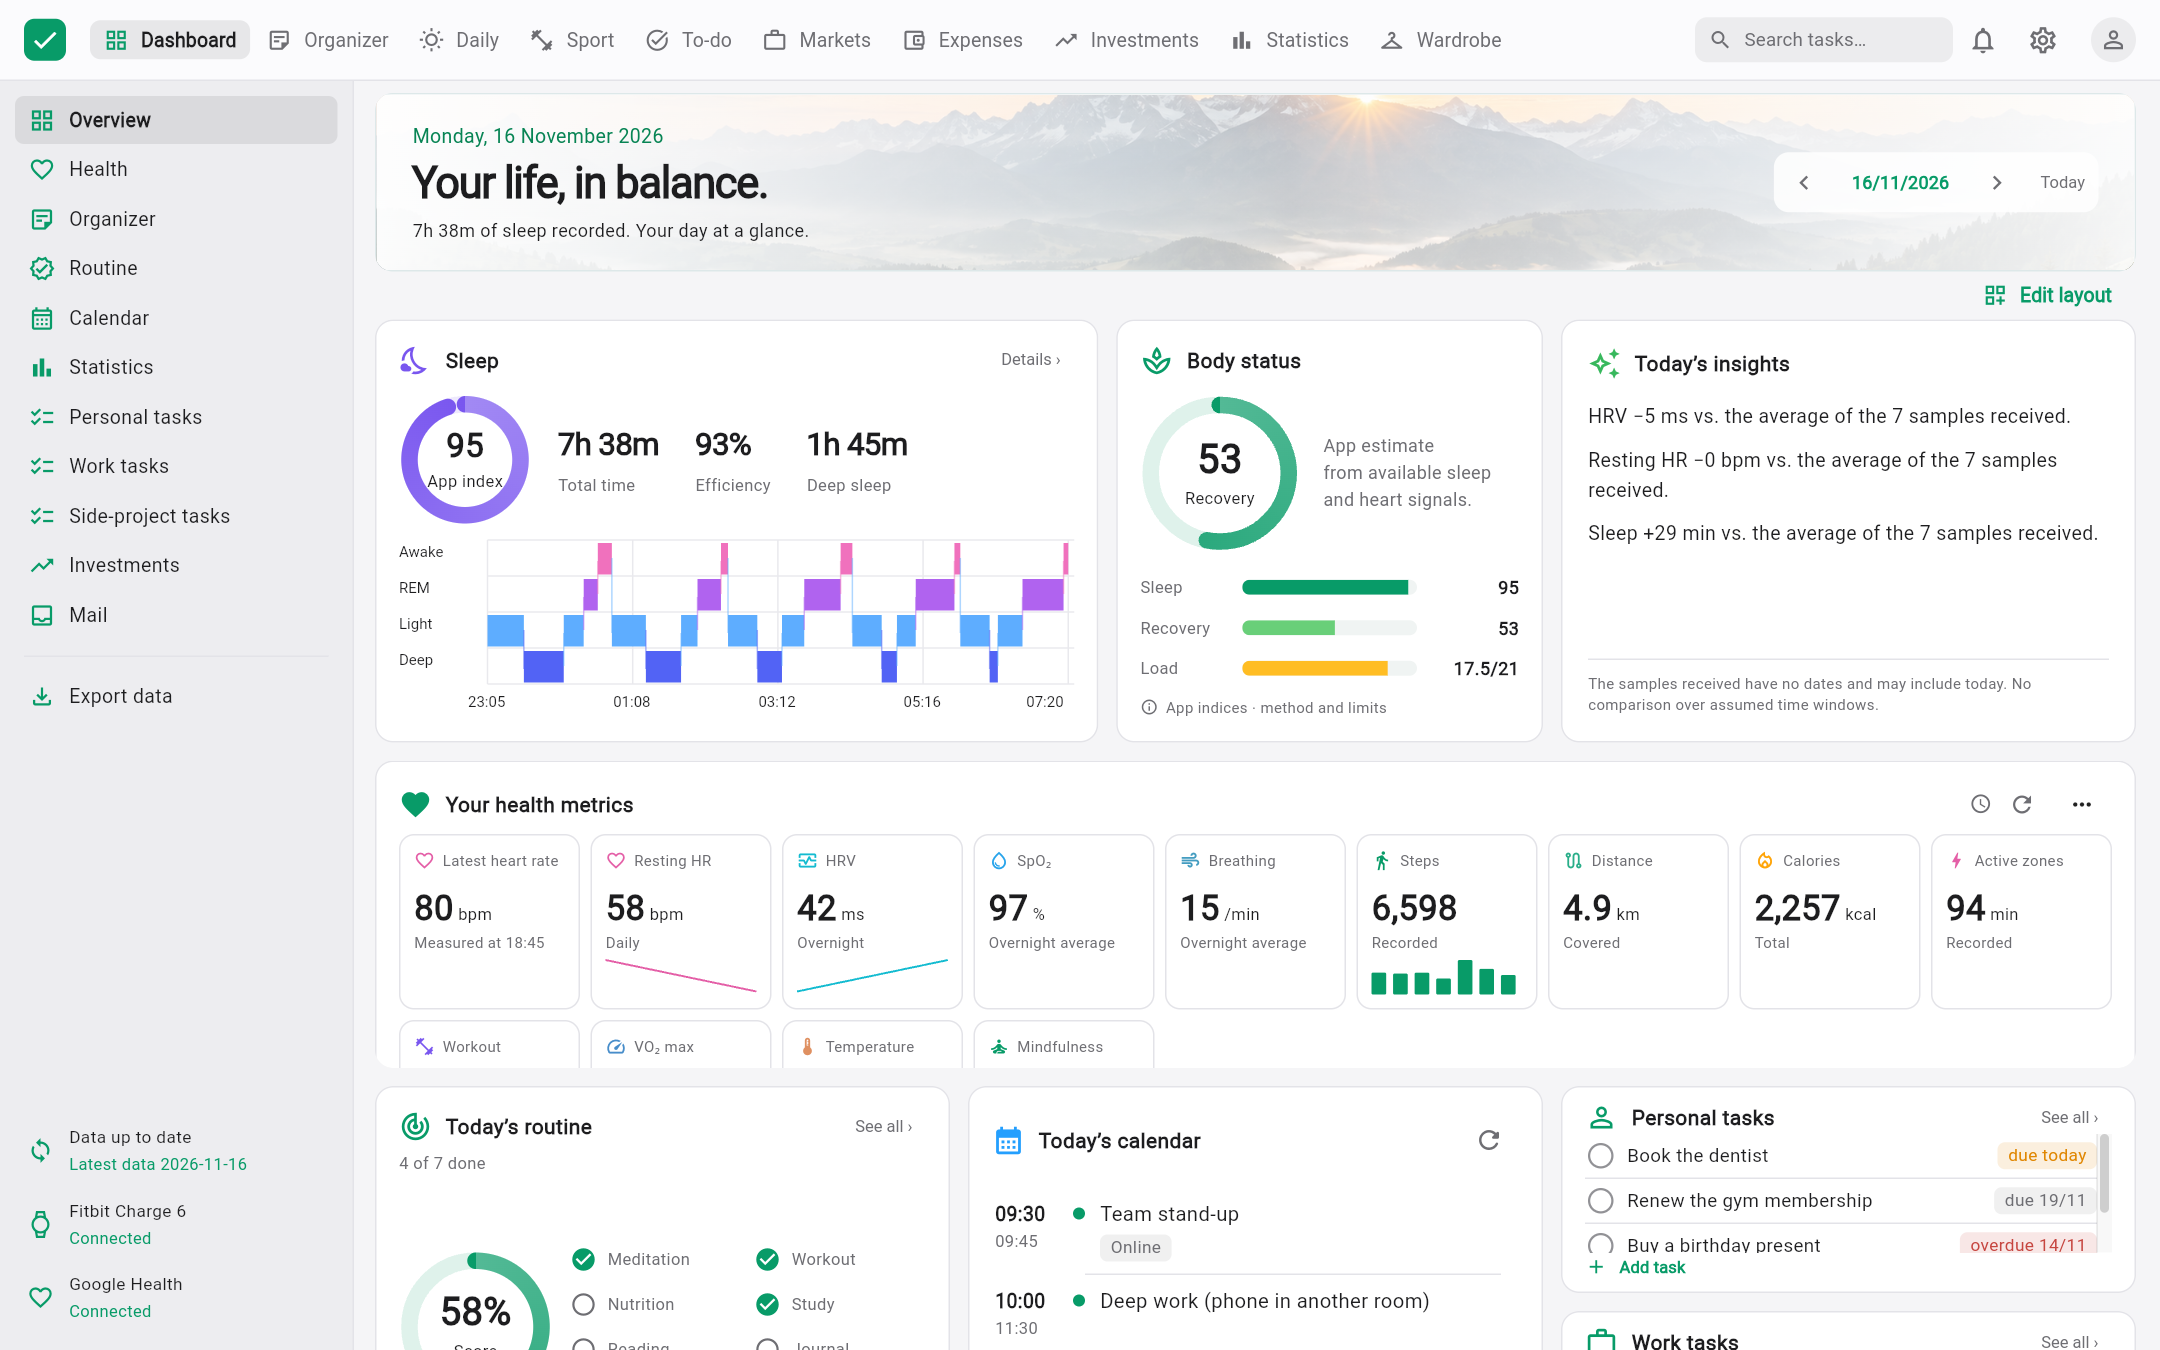 Dashboard
Organizer
Daily
Sport
To-do
Markets
Expenses
Investments
Statistics
Wardrobe
Search tasks…
Overview
Health
Organizer
Routine
Calendar
Statistics
Personal tasks
Work tasks
Side-project tasks
Investments
Mail
Export data
Data up to date
Latest data 2026-11-16
Fitbit Charge 6
Connected
Google Health
Connected
Monday, 16 November 2026
Your life, in balance.
7h 38m of sleep recorded. Your day at a glance.
16/11/2026
Today
Edit layout
Sleep
Details ›
95
App index
7h 38m
Total time
93%
Efficiency
1h 45m
Deep sleep
Awake
REM
Light
Deep
23:05
01:08
03:12
05:16
07:20
Body status
53
Recovery
App estimate
from available sleep
and heart signals.
Sleep
95
Recovery
53
Load
17.5/21
App indices · method and limits
Today’s insights
HRV −5 ms vs. the average of the 7 samples received.
Resting HR −0 bpm vs. the average of the 7 samples
received.
Sleep +29 min vs. the average of the 7 samples received.
The samples received have no dates and may include today. No
comparison over assumed time windows.
Your health metrics
Latest heart rate
80 bpm
Measured at 18:45
Resting HR
58 bpm
Daily
HRV
42 ms
Overnight
SpO₂
97 %
Overnight average
Breathing
15 /min
Overnight average
Steps
6,598
Recorded
Distance
4.9 km
Covered
Calories
2,257 kcal
Total
Active zones
94 min
Recorded
Workout
VO₂ max
Temperature
Mindfulness
Today’s routine
See all ›
4 of 7 done
58%
Score
Meditation
Workout
Nutrition
Study
Reading
Journal
Today’s calendar
09:30
09:45
Team stand-up
Online
10:00
11:30
Deep work (phone in another room)
Personal tasks
See all ›
Book the dentist
due today
Renew the gym membership
due 19/11
Buy a birthday present
overdue 14/11
Add task
Work tasks
See all ›